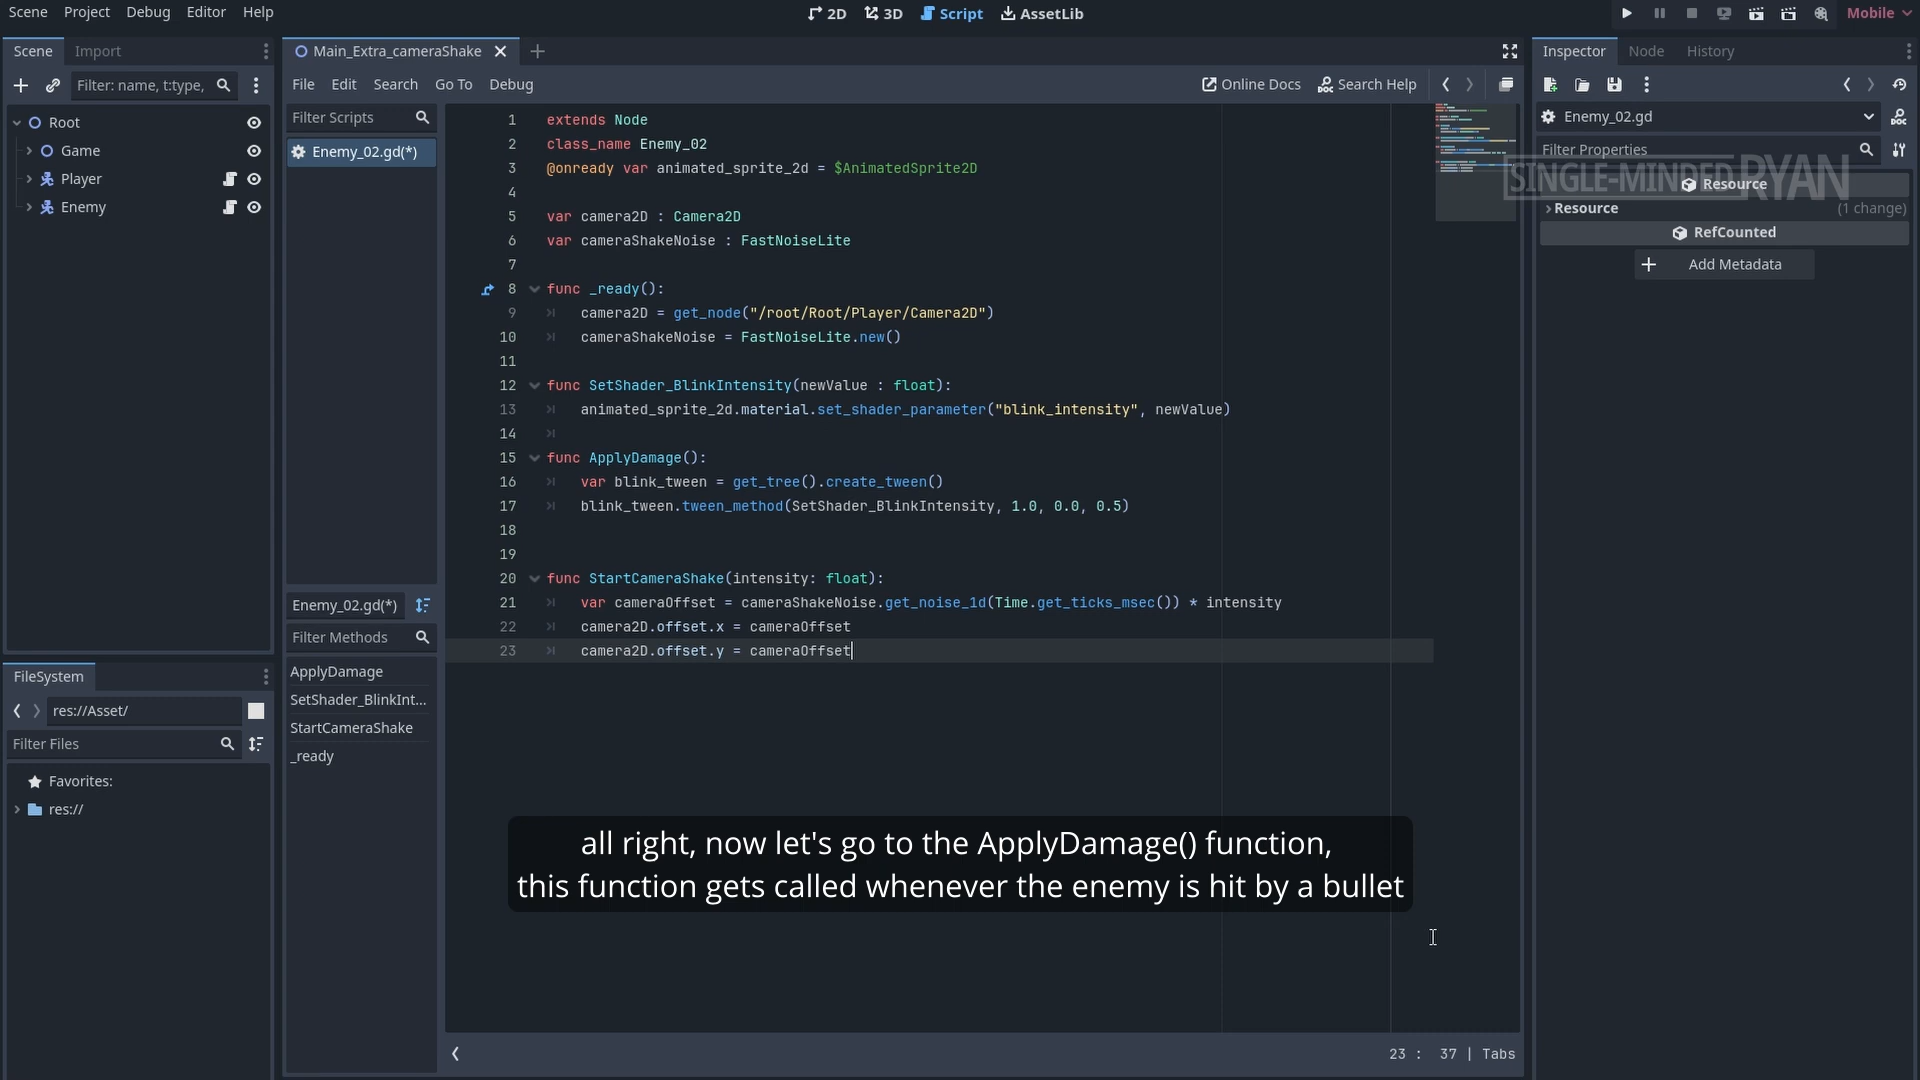 Scene Project Debug Editor Help
2D 3D Script AssetLib
Mobile
Scene Import
Filter: name, t:type,
Root
Game
Player
Enemy
FileSystem
res://Asset/
Filter Files
Favorites:
res://
Main_Extra_cameraShake
File Edit Search Go To Debug
Online Docs Search Help
Filter Scripts
Enemy_02.gd(*)
Enemy_02.gd(*)
Filter Methods
ApplyDamage
SetShader_BlinkInt...
StartCameraShake
_ready
1 extends Node
2 class_name Enemy_02
3 @onready var animated_sprite_2d = $AnimatedSprite2D
4
5 var camera2D : Camera2D
6 var cameraShakeNoise : FastNoiseLite
7
8 func _ready():
9 camera2D = get_node("/root/Root/Player/Camera2D")
10 cameraShakeNoise = FastNoiseLite.new()
11
12 func SetShader_BlinkIntensity(newValue : float):
13 animated_sprite_2d.material.set_shader_parameter("blink_intensity", newValue)
14
15 func ApplyDamage():
16 var blink_tween = get_tree().create_tween()
17 blink_tween.tween_method(SetShader_BlinkIntensity, 1.0, 0.0, 0.5)
18
19
20 func StartCameraShake(intensity: float):
21 var cameraOffset = cameraShakeNoise.get_noise_1d(Time.get_ticks_msec()) * intensity
22 camera2D.offset.x = cameraOffset
23 camera2D.offset.y = cameraOffset
all right, now let's go to the ApplyDamage() function,
this function gets called whenever the enemy is hit by a bullet
23 : 37 | Tabs
Inspector Node History
Enemy_02.gd
Filter Properties
SINGLE-MINDED RYAN
Resource
Resource (1 change)
RefCounted
Add Metadata